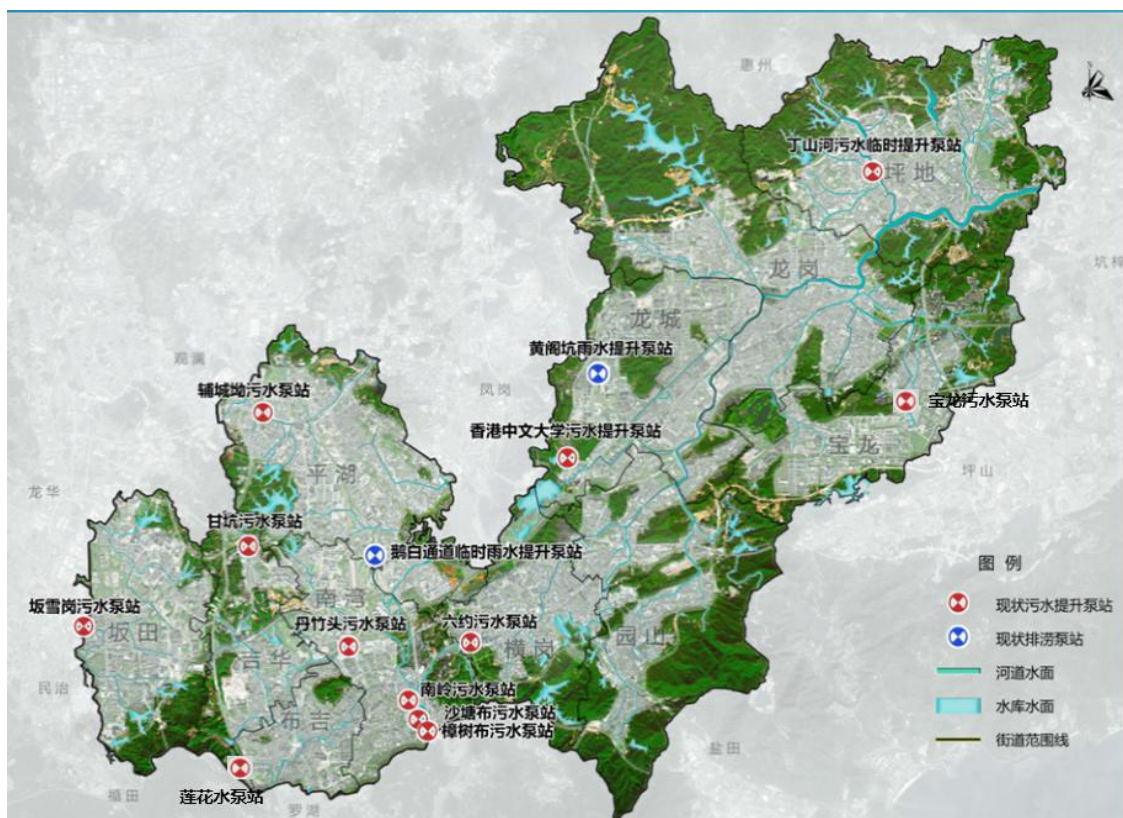 惠州
丁山河污水临时提升泵站
坪地
坑梓
龙岗
龙城
观澜
黄阁坑雨水提升泵站
凤岗
辅城坳污水泵站
宝龙污水泵站
香港中文大学污水提升泵站
宝龙
平湖
坪山
龙华
甘坑污水泵站
鹅白通道临时雨水提升泵站
图例
南湾
现状污水提升泵站
坂雪岗污水泵站
坂田
丹竹头污水泵站
六约污水泵站
横岗
园山
现状排涝泵站
吉华
河道水面
民治
南岭污水泵站
水库水面
沙塘布污水泵站
布吉
樟树布污水泵站
街道范围线
盐田
莲花水泵站
福田
罗湖